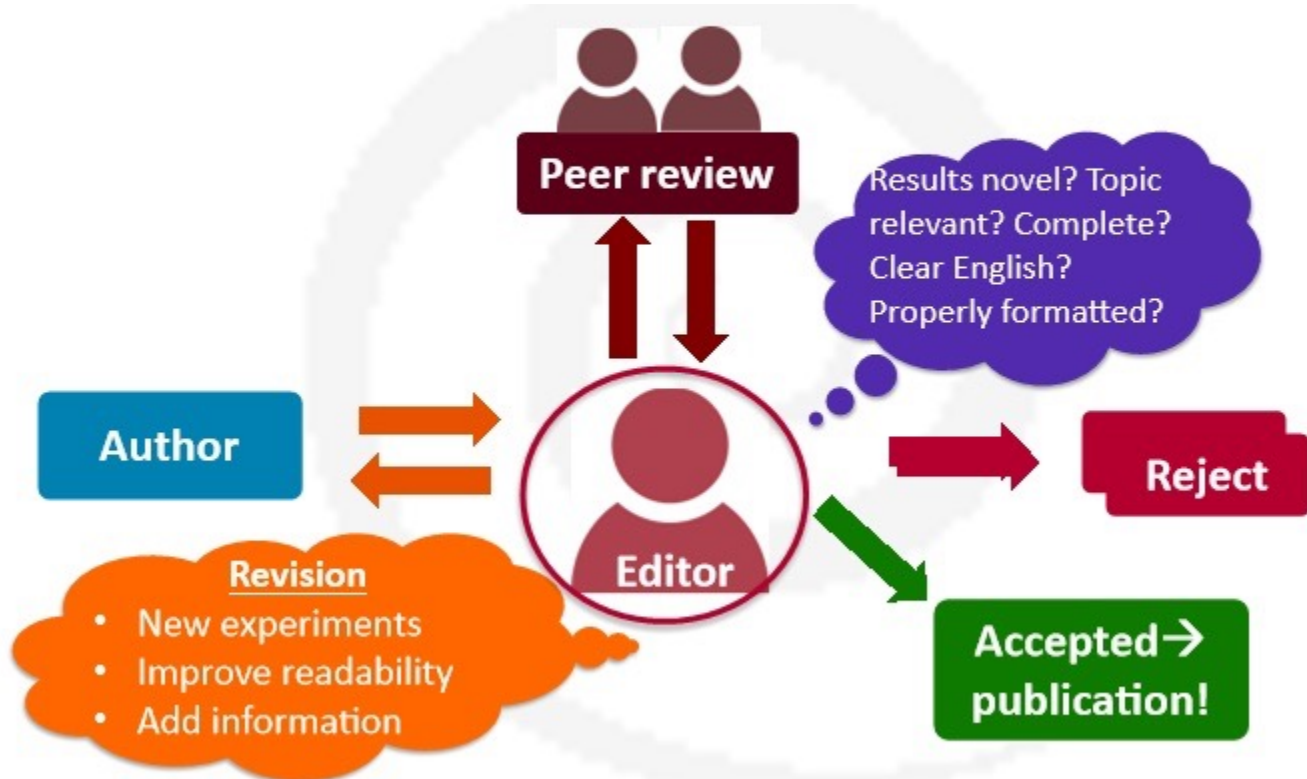 Peer review
Results novel? Topic
relevant? Complete?
Clear English?
Properly formatted?
Author
Editor
Reject
Revision
• New experiments
• Improve readability
• Add information
Accepted→
publication!